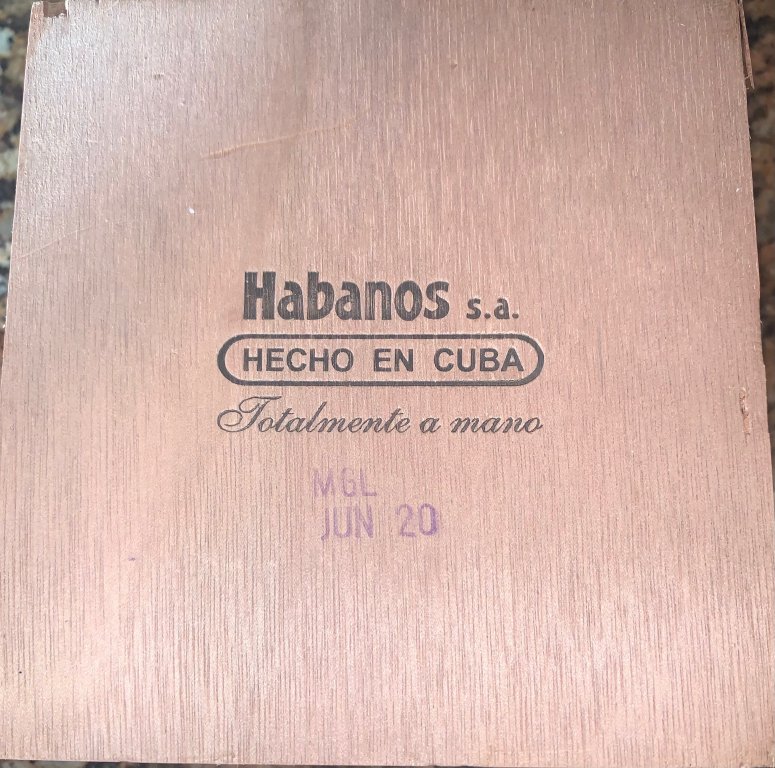 Habanos s.a.
HECHO EN CUBA
Totalmente a mano
MGL
JUN 20